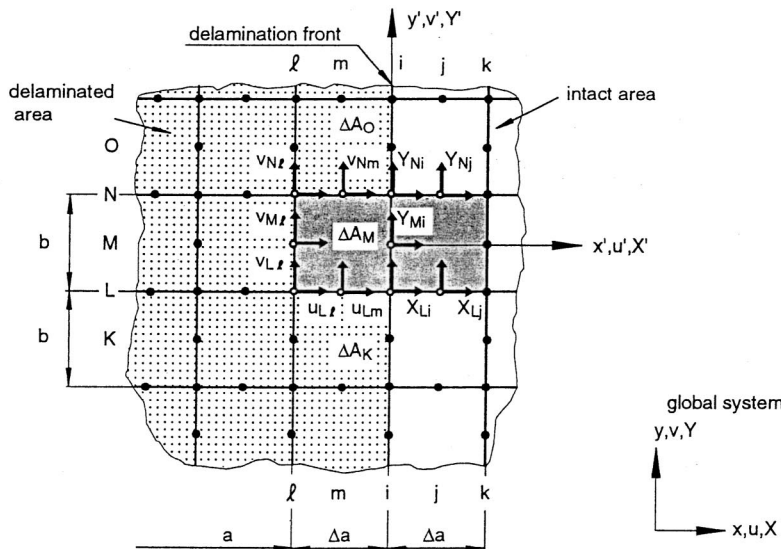 y',v',Y'
delamination front
ℓ m i j k
delaminated
area
intact area
ΔA_O
O
v_Nℓ v_Nm Y_Ni Y_Nj
N
v_Mℓ Y_Mi
b M ΔA_M x',u',X'
v_Lℓ
L
u_Lℓ u_Lm X_Li X_Lj
b K ΔA_K
global system
y,v,Y
ℓ m i j k
a Δa Δa
x,u,X